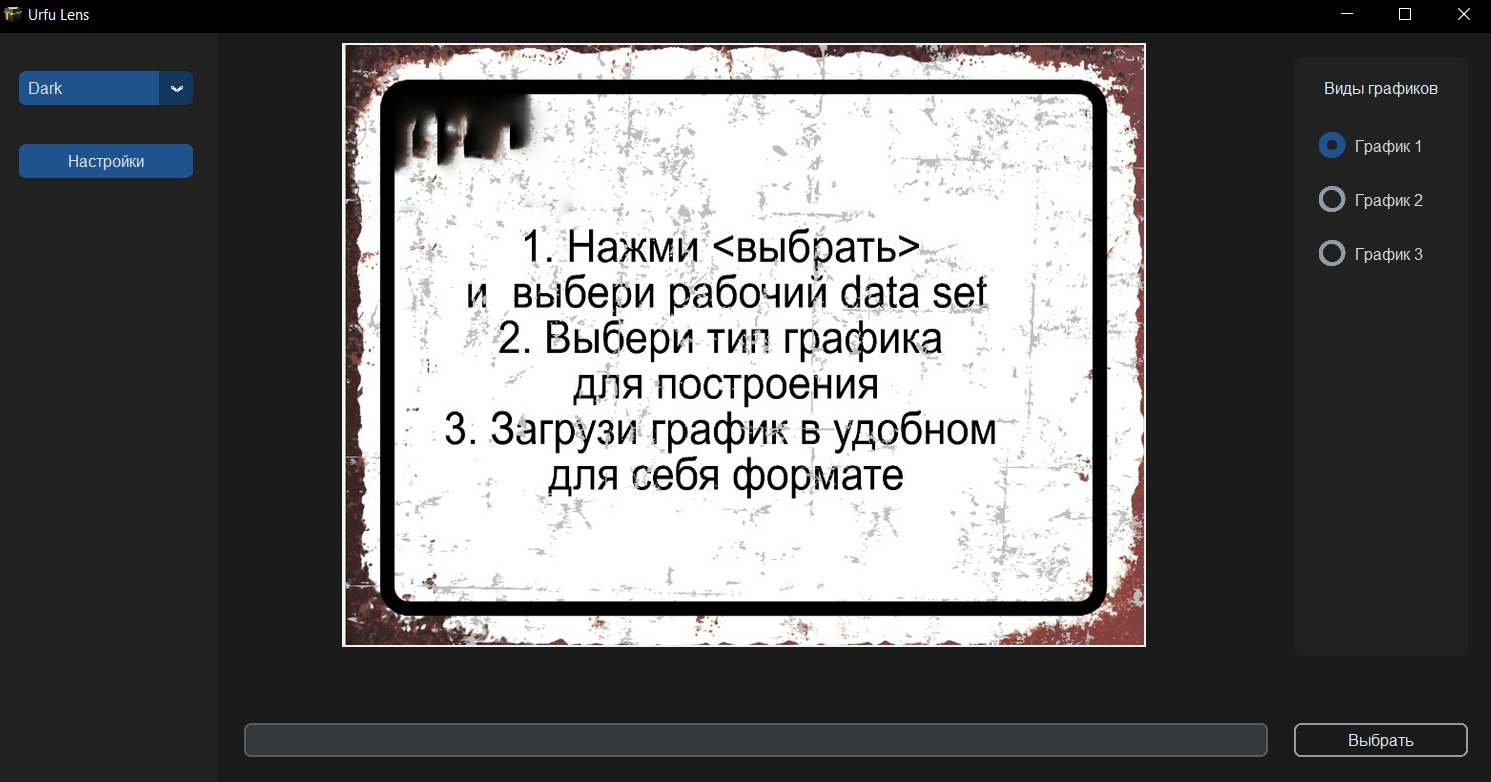 Urfu Lens
Dark
Настройки
1. Нажми <выбрать>
и выбери рабочий data set
2. Выбери тип графика
для построения
3. Загрузи график в удобном
для себя формате
Виды графиков
График 1
График 2
График 3
Выбрать